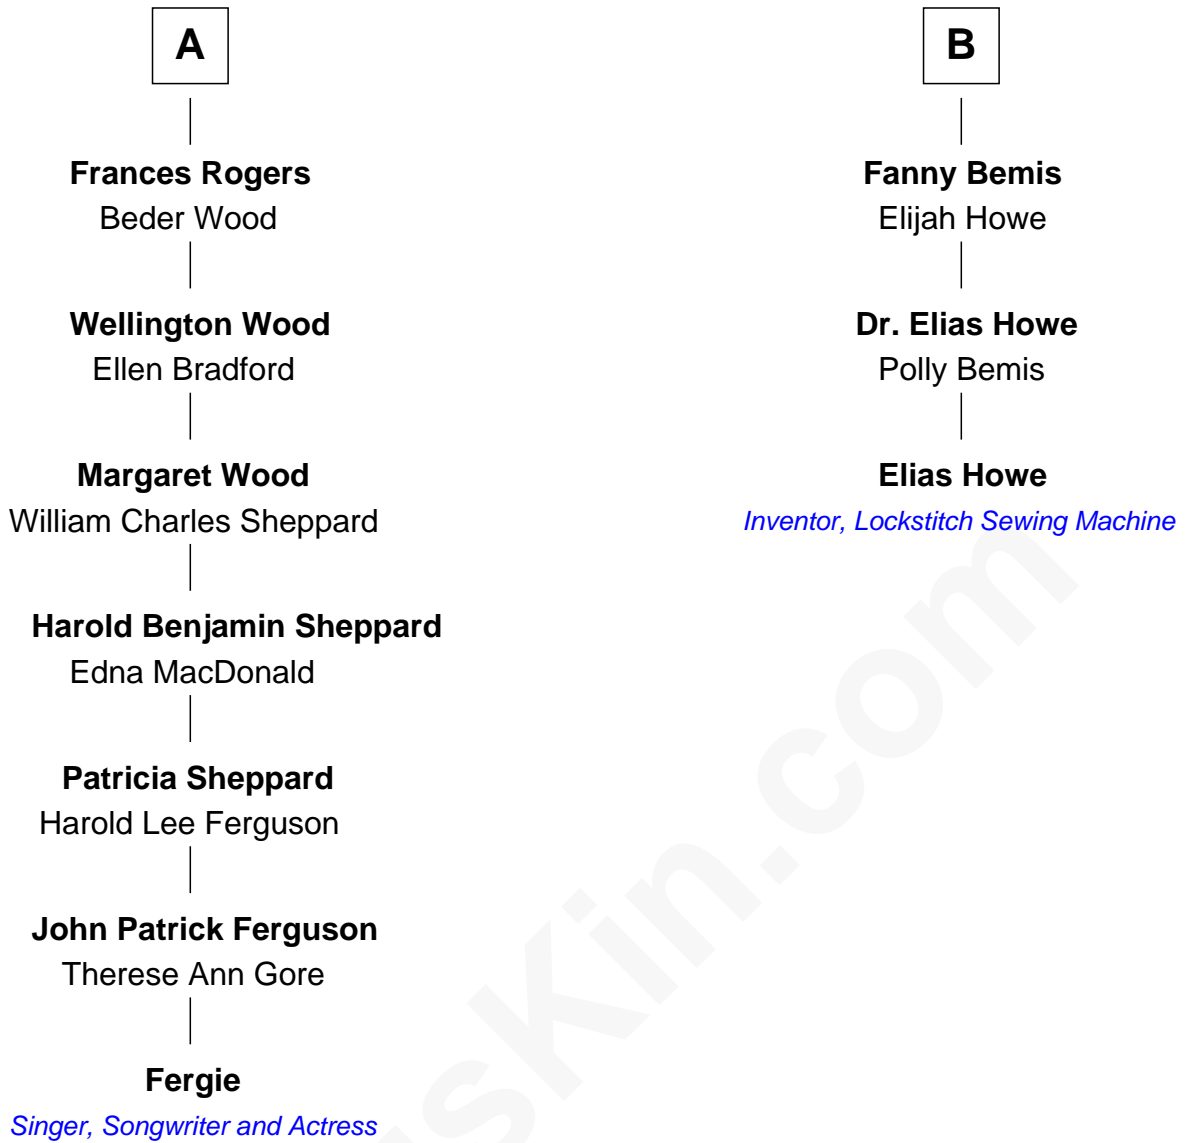 A
Frances Rogers
Beder Wood
Wellington Wood
Ellen Bradford
Margaret Wood
William Charles Sheppard
Harold Benjamin Sheppard
Edna MacDonald
Patricia Sheppard
Harold Lee Ferguson
John Patrick Ferguson
Therese Ann Gore
Fergie
Singer, Songwriter and Actress
B
Fanny Bemis
Elijah Howe
Dr. Elias Howe
Polly Bemis
Elias Howe
Inventor, Lockstitch Sewing Machine
usKin.com